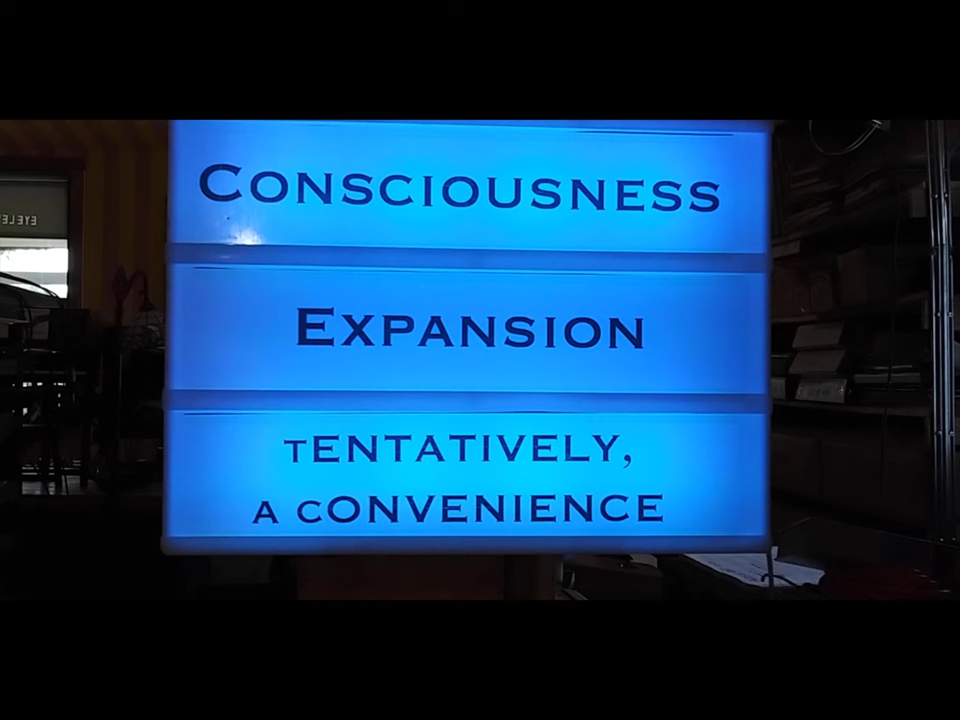 CONSCIOUSNESS
EXPANSION
tENTATIVELY,
A cONVENIENCE